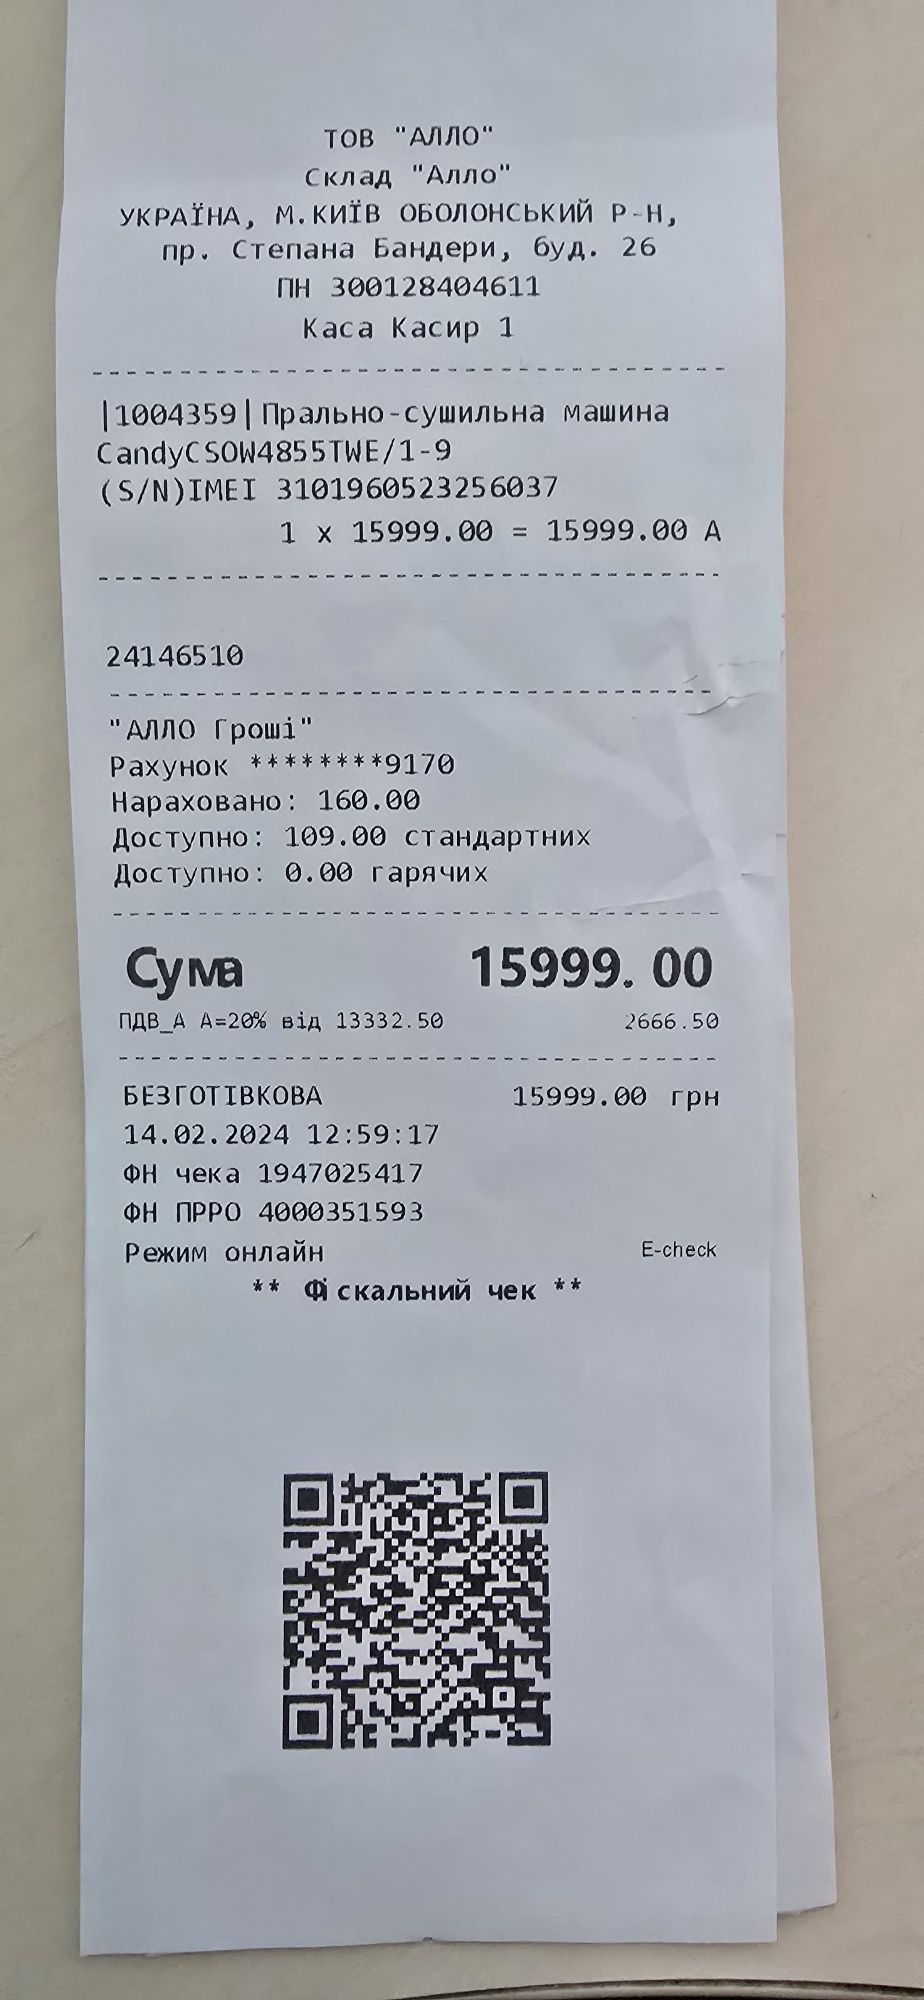 ТОВ "АЛЛО"
Склад "Алло"
УКРАЇНА, М.КИЇВ ОБОЛОНСЬКИЙ Р-Н,
пр. Степана Бандери, буд. 26
ПН 300128404611
Каса Касир 1
|1004359|Прально-сушильна машина
CandyCSOW4855TWE/1-9
(S/N)IMEI 3101960523256037
1 x 15999.00 = 15999.00 А
24146510
"АЛЛО Гроші"
Рахунок ********9170
Нараховано: 160.00
Доступно: 109.00 стандартних
Доступно: 0.00 гарячих
Сума 15999.00
ПДВ_А А=20% від 13332.50 2666.50
БЕЗГОТІВКОВА 15999.00 грн
14.02.2024 12:59:17
ФН чека 1947025417
ФН ПРРО 4000351593
Режим онлайн E-check
** Фіскальний чек **